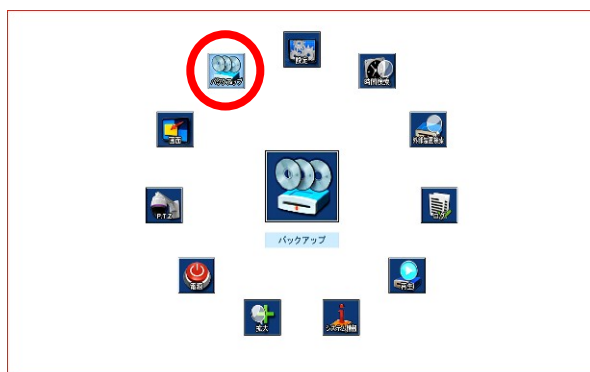 設定
バックアップ
時間検索
画面
外部装置検索
P.T.Z
ログ
バックアップ
電源
再生
拡大
システム情報